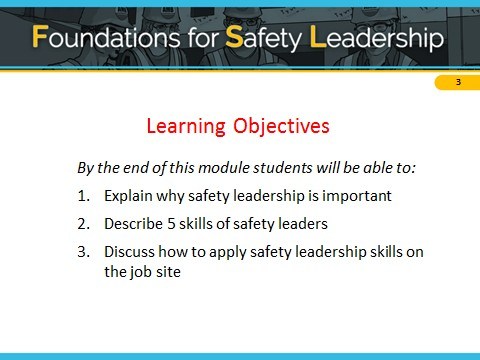 Foundations for Safety Leadership
3
Learning Objectives
By the end of this module students will be able to:
1. Explain why safety leadership is important
2. Describe 5 skills of safety leaders
3. Discuss how to apply safety leadership skills on
the job site